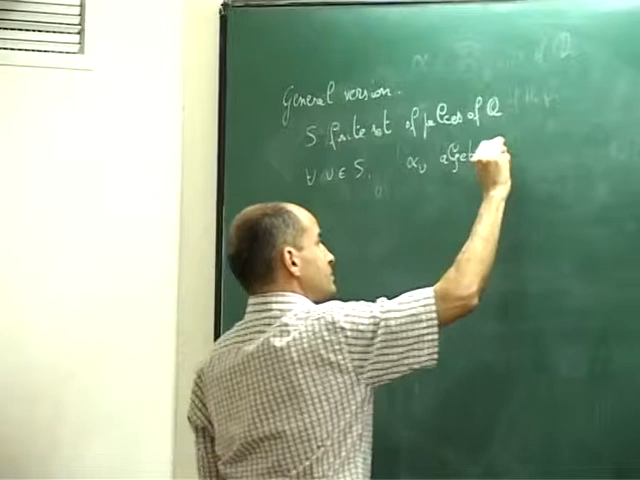 General version.
S finite set of places of Q
∀ v ∈ S, α_v algeb